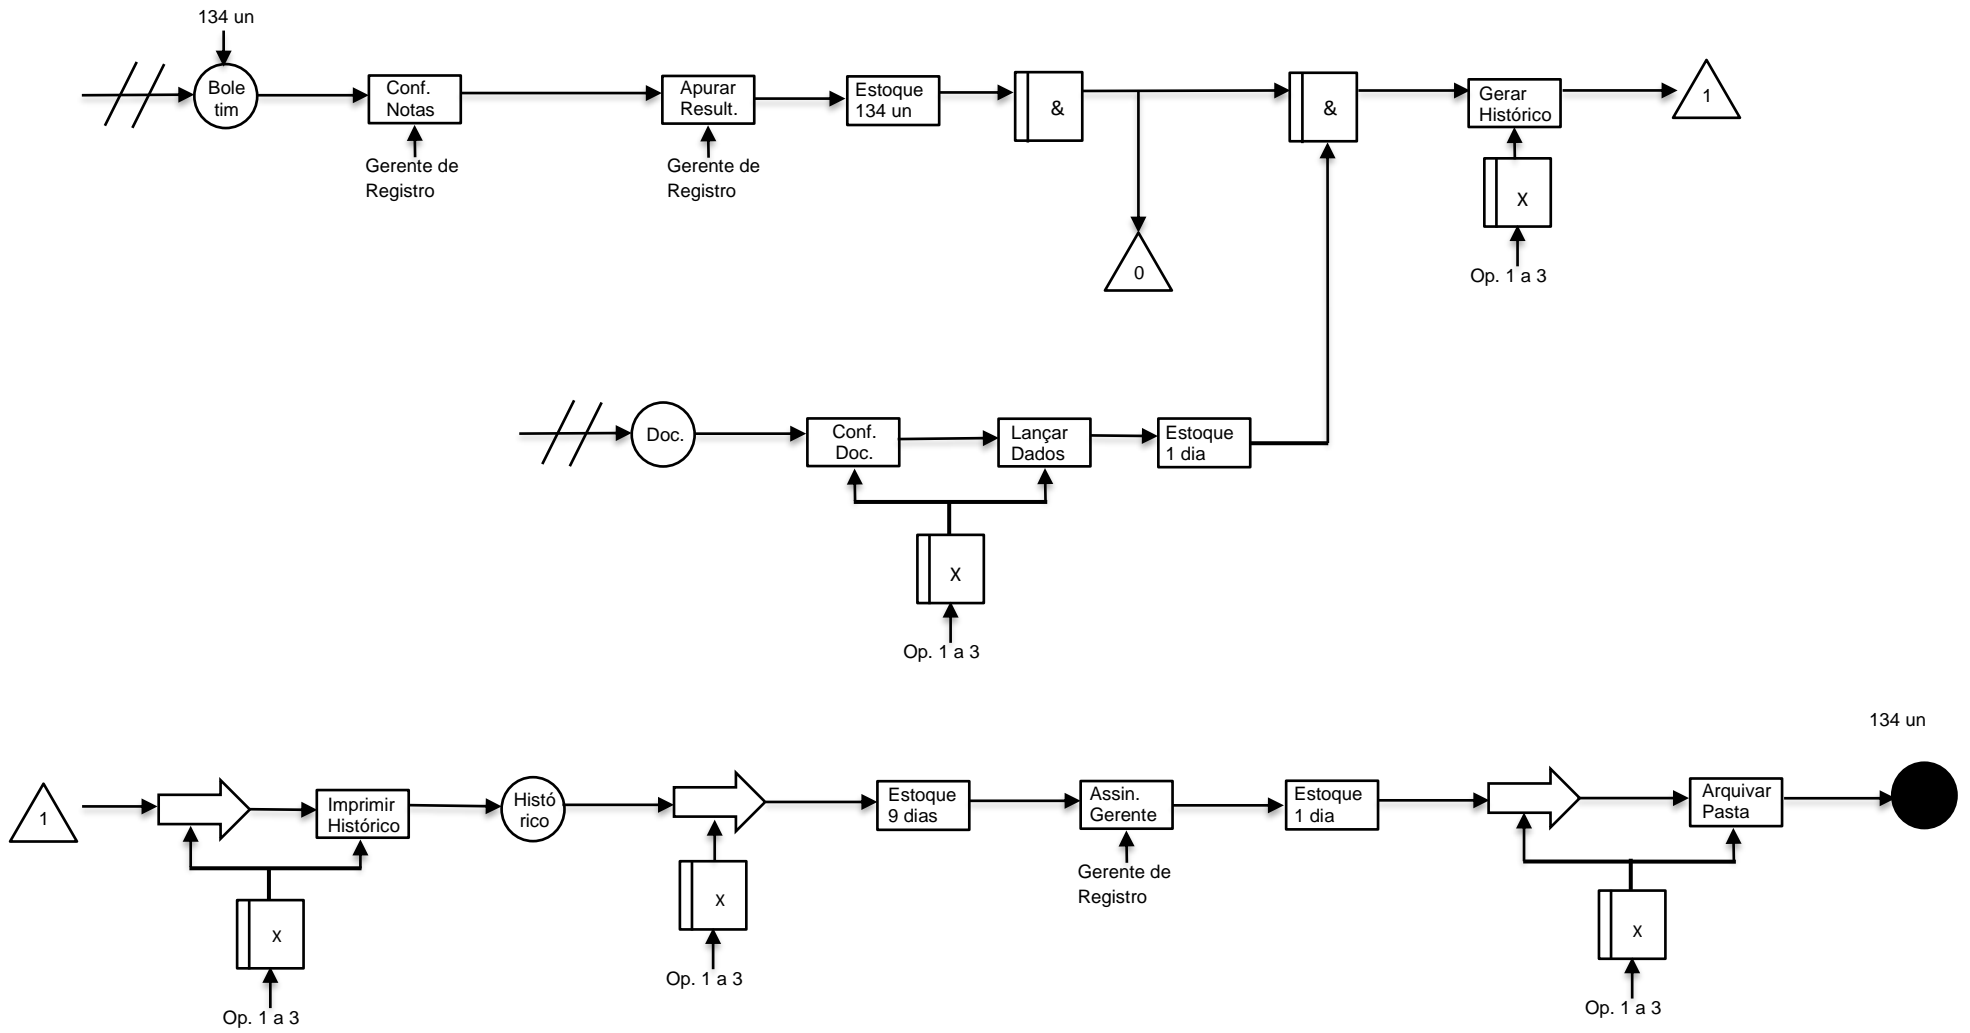 134 un
Bole
tim
Conf.
Notas
Apurar
Result.
Estoque
134 un
&
&
Gerar
Histórico
1
Gerente de
Registro
Gerente de
Registro
X
0
Op. 1 a 3
Doc.
Conf.
Doc.
Lançar
Dados
Estoque
1 dia
X
Op. 1 a 3
134 un
1
Imprimir
Histórico
Histó
rico
Estoque
9 dias
Assin.
Gerente
Estoque
1 dia
Arquivar
Pasta
Gerente de
Registro
X
X
X
Op. 1 a 3
Op. 1 a 3
Op. 1 a 3